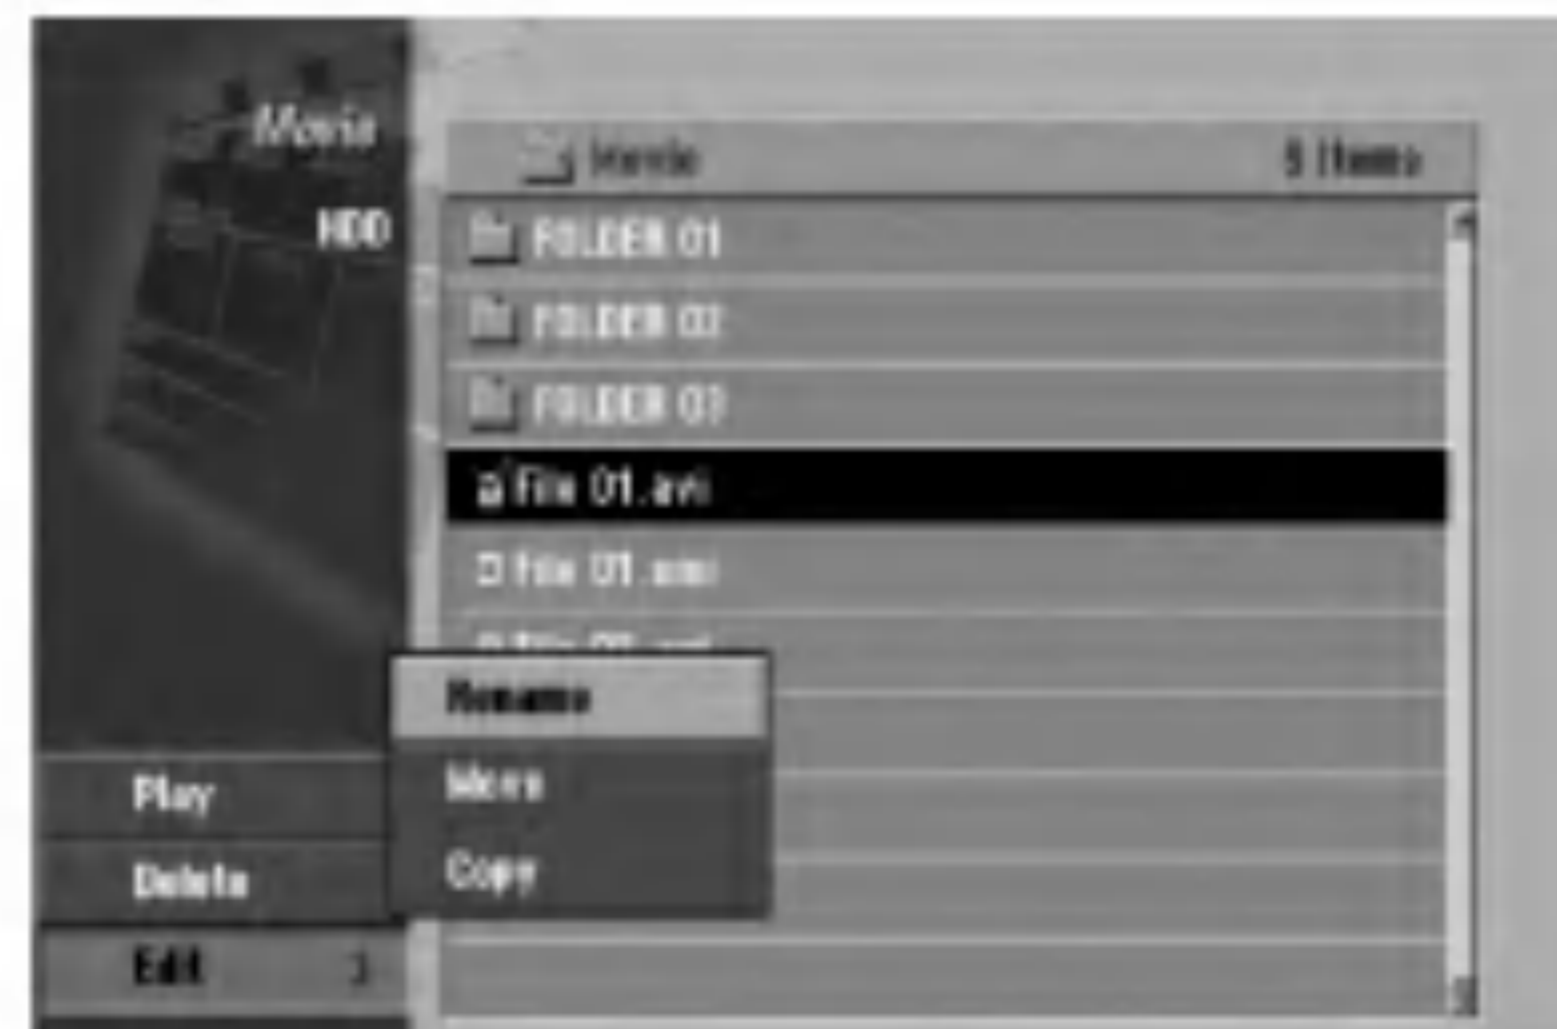 Movie
HDD
Movie
Items
FOLDER 01
FOLDER 02
FOLDER 03
File 01.avi
File 01
Rename
Move
Copy
Play
Delete
Edit